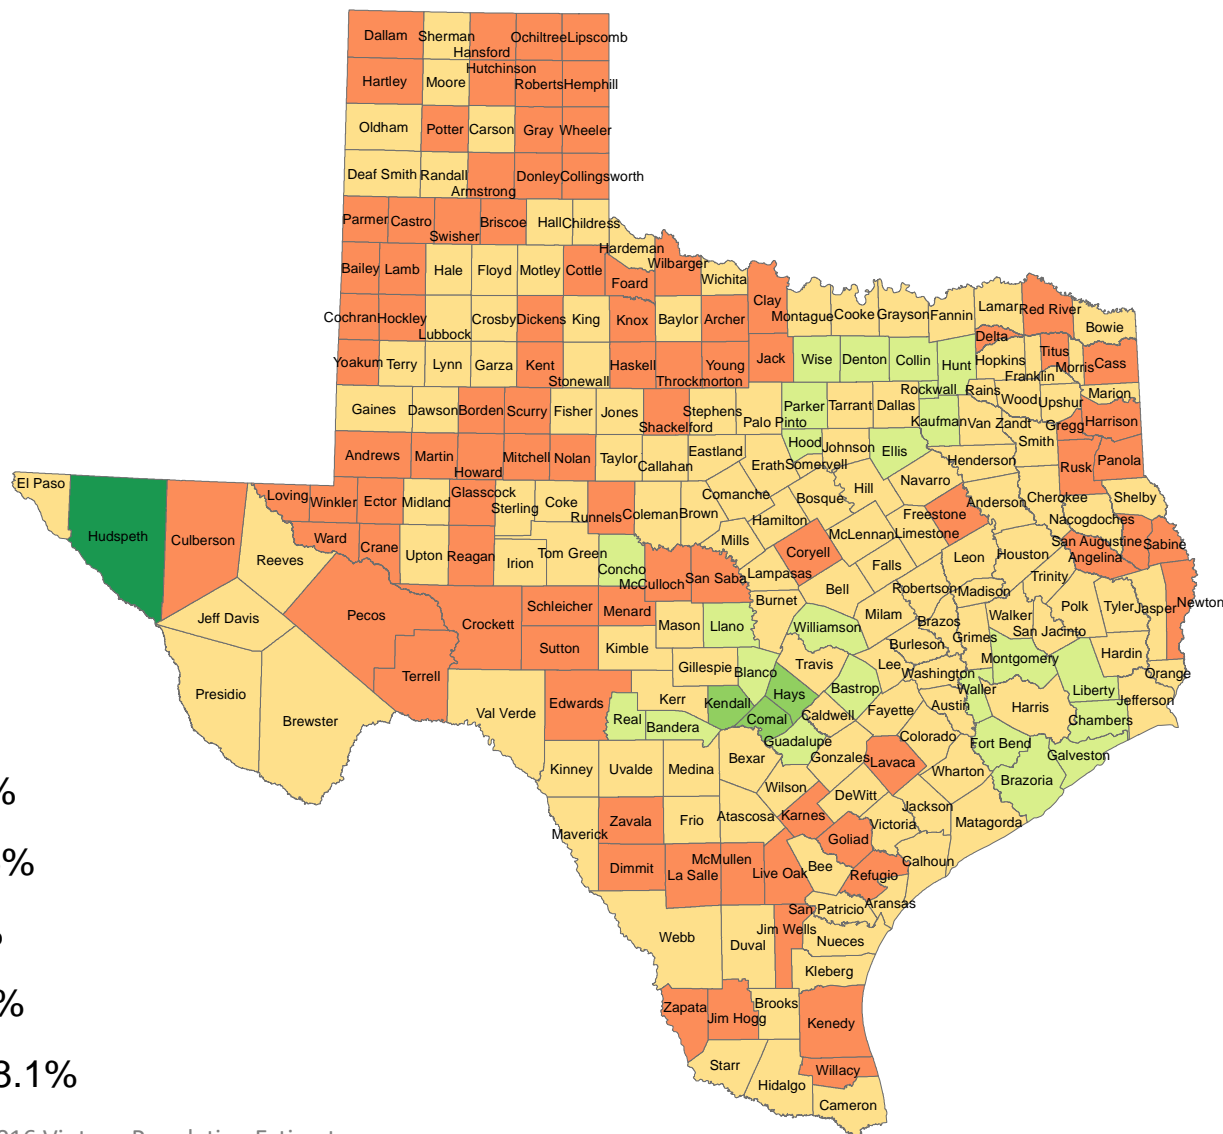 Dallam Sherman Hansford Ochiltree Lipscomb
Hartley Moore Hutchinson Roberts Hemphill
Oldham Potter Carson Gray Wheeler
Deaf Smith Randall Armstrong Donley Collingsworth
Parmer Castro Swisher Briscoe Hall Childress
Hardeman
Bailey Lamb Hale Floyd Motley Cottle Foard Wilbarger Wichita
Cochran Hockley Lubbock Crosby Dickens King Knox Baylor Archer Clay Montague Cooke Grayson Fannin Lamar Red River Bowie
Yoakum Terry Lynn Garza Kent Stonewall Haskell Throckmorton Young Jack Wise Denton Collin Hunt Delta Hopkins Franklin Titus Morris Cass
Gaines Dawson Borden Scurry Fisher Jones Shackelford Stephens Palo Pinto Parker Tarrant Dallas Rockwall Kaufman Rains Van Zandt Wood Upshur Marion Gregg Harrison
Andrews Martin Howard Mitchell Nolan Taylor Callahan Eastland Erath Hood Somervell Johnson Ellis Henderson Smith Rusk Panola
El Paso Hudspeth Culberson Reeves Loving Winkler Ector Midland Glasscock Sterling Coke Runnels Coleman Brown Comanche Bosque Hill Navarro Anderson Cherokee Shelby
Ward Crane Upton Reagan Irion Tom Green Concho McCulloch San Saba Mills Hamilton Coryell McLennan Limestone Freestone Leon Houston Nacogdoches San Augustine Sabine Angelina
Jeff Davis Pecos Crockett Schleicher Menard Mason Llano Lampasas Burnet Bell Falls Milam Robertson Brazos Madison Grimes Walker Trinity San Jacinto Polk Tyler Jasper Newton
Presidio Brewster Terrell Sutton Kimble Gillespie Blanco Williamson Travis Bastrop Lee Burleson Washington Waller Montgomery Liberty Hardin Orange
Val Verde Edwards Real Kerr Bandera Kendall Comal Hays Guadalupe Caldwell Fayette Austin Colorado Harris Fort Bend Chambers Jefferson Galveston Brazoria
Kinney Uvalde Medina Bexar Wilson Gonzales Lavaca DeWitt Wharton Jackson Matagorda
Maverick Zavala Frio Atascosa Karnes Goliad Victoria Calhoun
Dimmit La Salle McMullen Live Oak Bee Refugio Aransas San Patricio
Webb Duval Jim Wells Nueces Kleberg
Zapata Jim Hogg Brooks Kenedy
Starr Hidalgo Willacy Cameron
%
%
%
3.1%